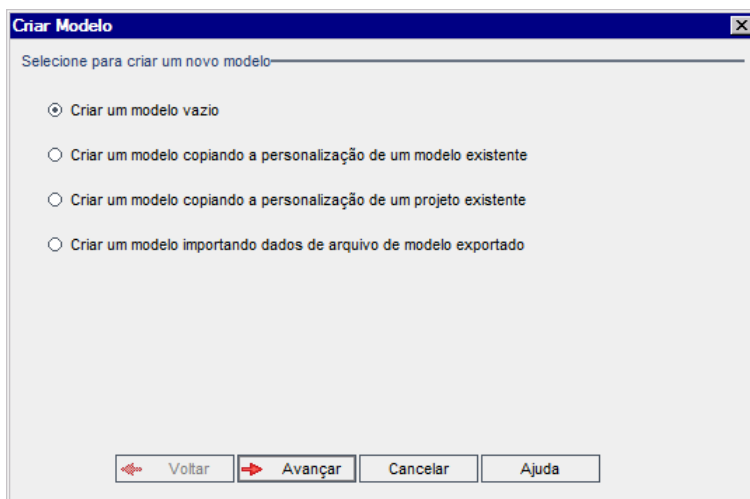 Criar Modelo
Selecione para criar um novo modelo
Criar um modelo vazio
Criar um modelo copiando a personalização de um modelo existente
Criar um modelo copiando a personalização de um projeto existente
Criar um modelo importando dados de arquivo de modelo exportado
Voltar Avançar Cancelar Ajuda